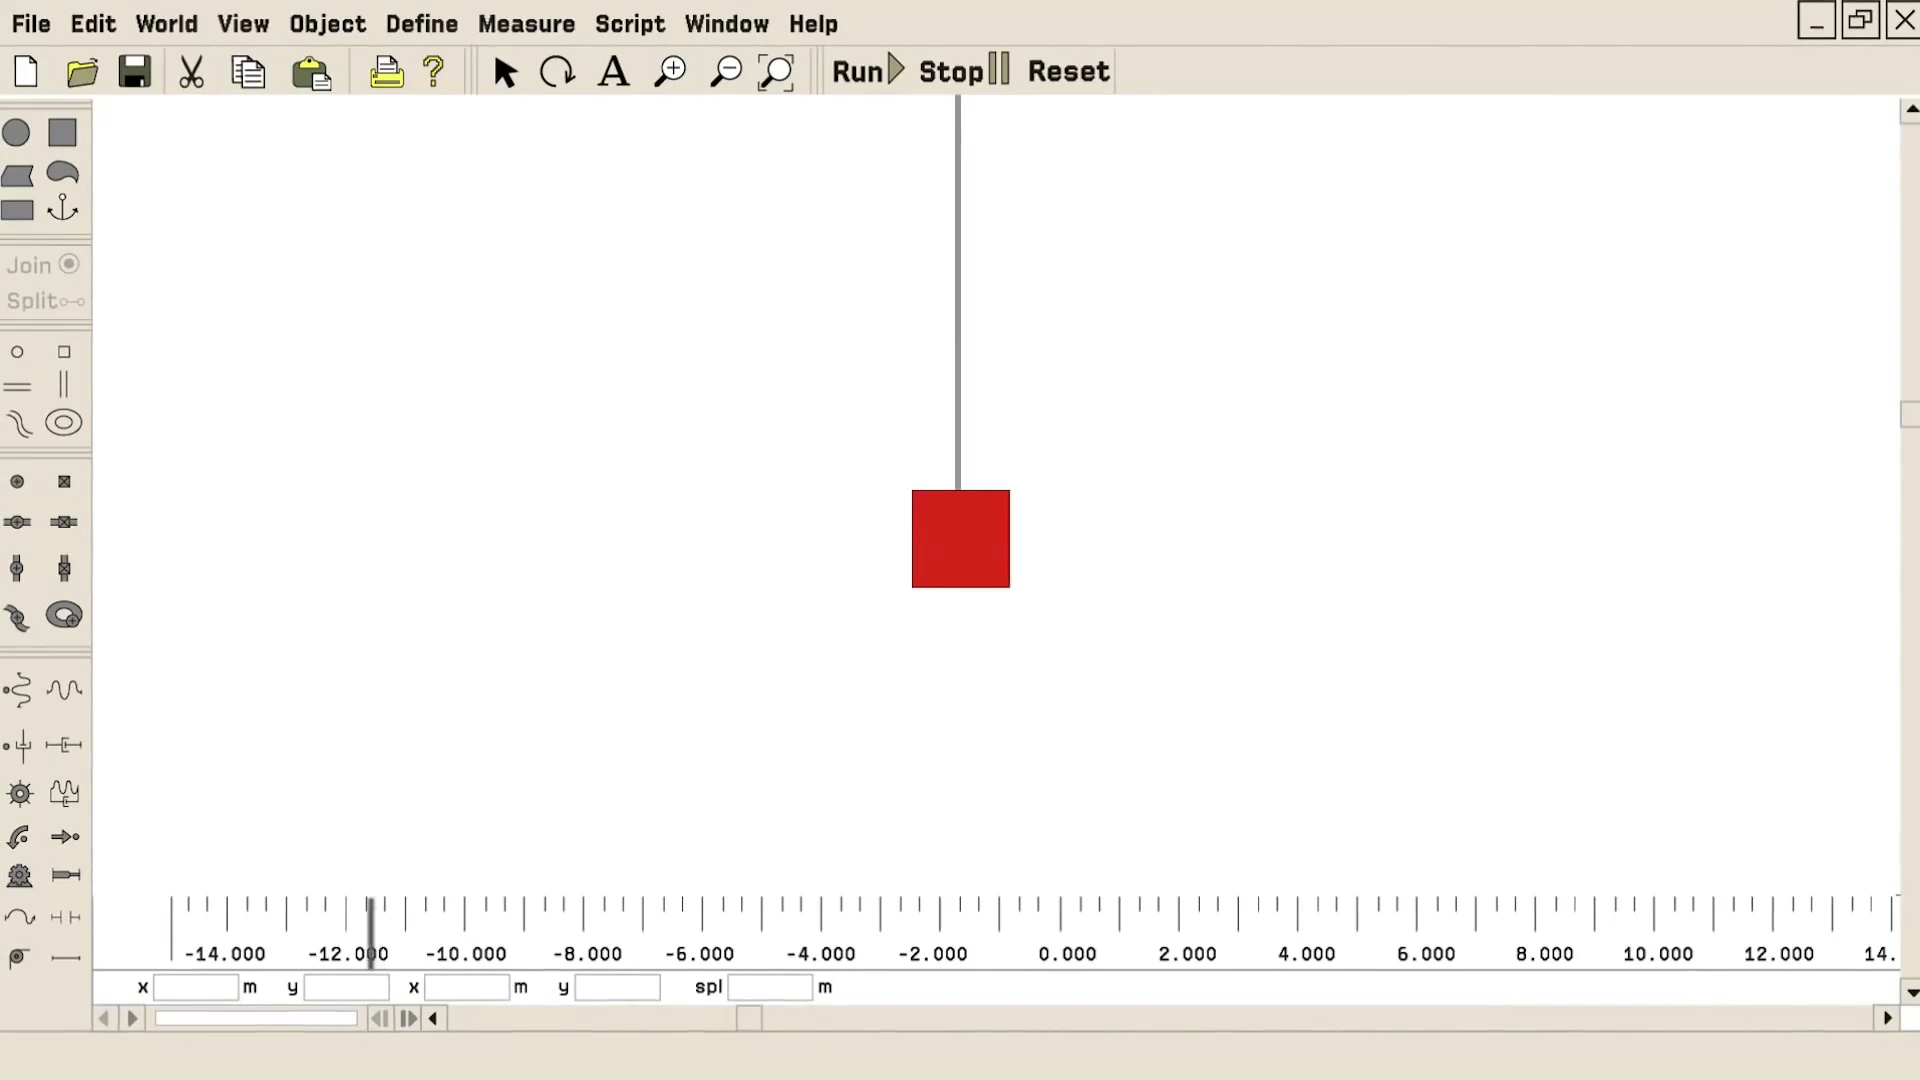 File Edit World View Object Define Measure Script Window Help
A Run Stop Reset
Join
Split
-14.000 -12.000 -10.000 -8.000 -6.000 -4.000 -2.000 0.000 2.000 4.000 6.000 8.000 10.000 12.000 14.
x m y x m y spl m